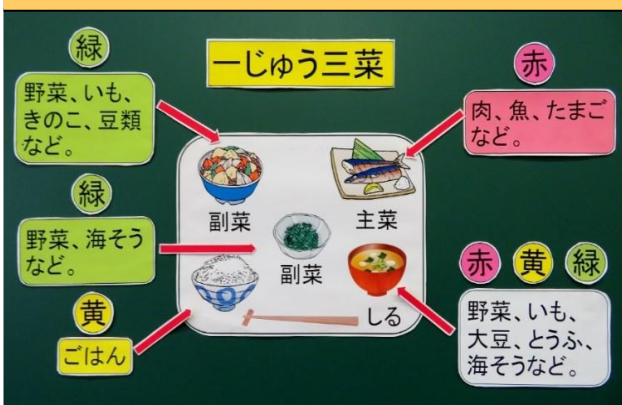 一じゅう三菜
緑
野菜、いも、
きのこ、豆類
など。
赤
肉、魚、たまご
など。
副菜
主菜
緑
野菜、海そう
など。
副菜
しる
黄
ごはん
赤 黄 緑
野菜、いも、
大豆、とうふ、
海そうなど。